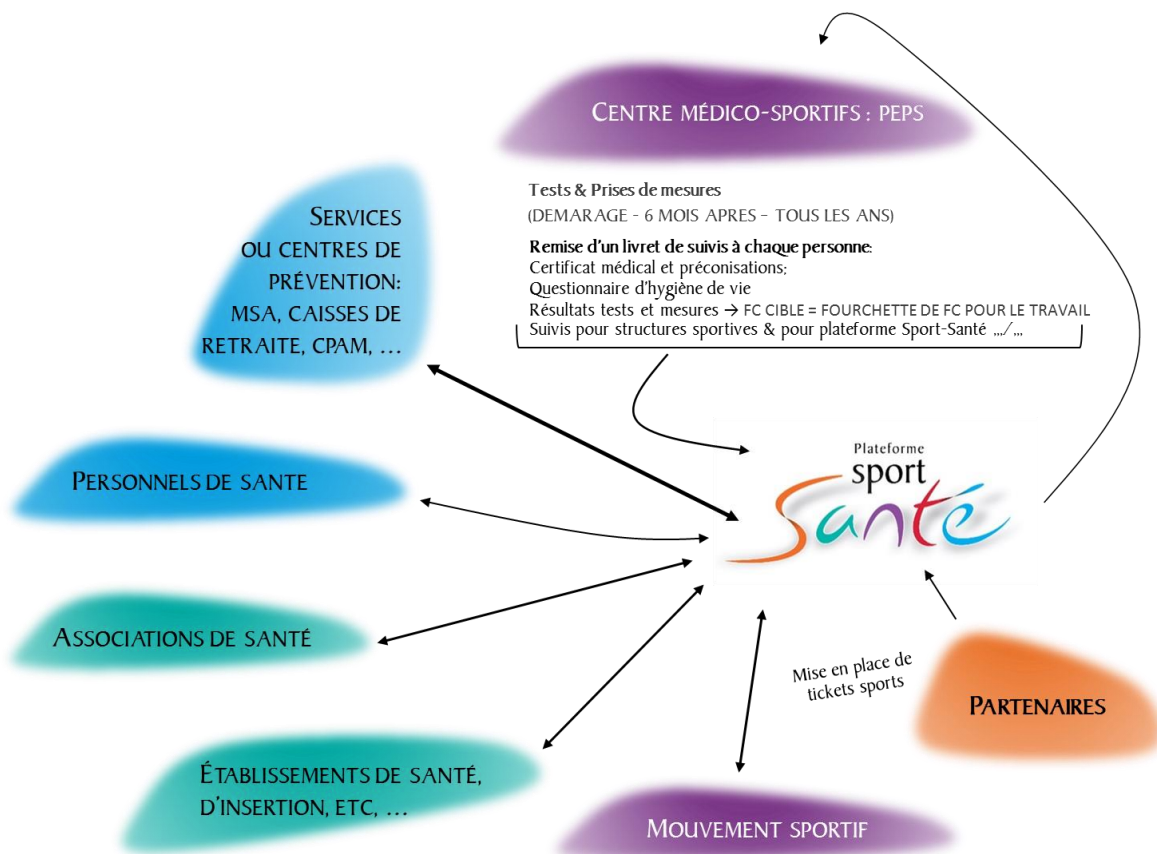 CENTRE MÉDICO-SPORTIFS : PEPS
Tests & Prises de mesures
(DEMARAGE - 6 MOIS APRES – TOUS LES ANS)
Remise d'un livret de suivis à chaque personne:
Certificat médical et préconisations;
Questionnaire d'hygiène de vie
Résultats tests et mesures → FC CIBLE = FOURCHETTE DE FC POUR LE TRAVAIL
Suivis pour structures sportives & pour plateforme Sport-Santé .../...
SERVICES
OU CENTRES DE
PRÉVENTION:
MSA, CAISSES DE
RETRAITE, CPAM, ...
PERSONNELS DE SANTE
Plateforme
sport
Santé
ASSOCIATIONS DE SANTÉ
Mise en place de
tickets sports
PARTENAIRES
ÉTABLISSEMENTS DE SANTÉ,
D'INSERTION, ETC, ...
MOUVEMENT SPORTIF